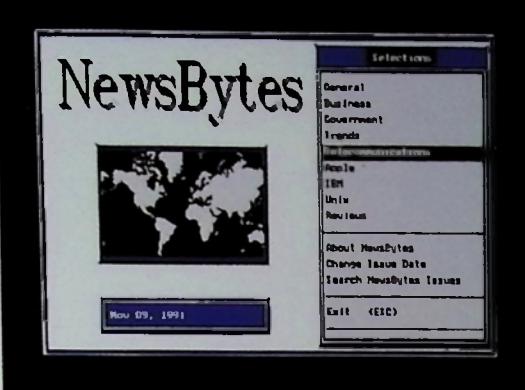 NewsBytes
Selections
General
Business
Government
Trends
Telecommunications
Apple
IBM
Unix
Reviews
About NewsBytes
Change Issue Date
Search NewsBytes Issues
Exit (ESC)
Nov 09, 1991